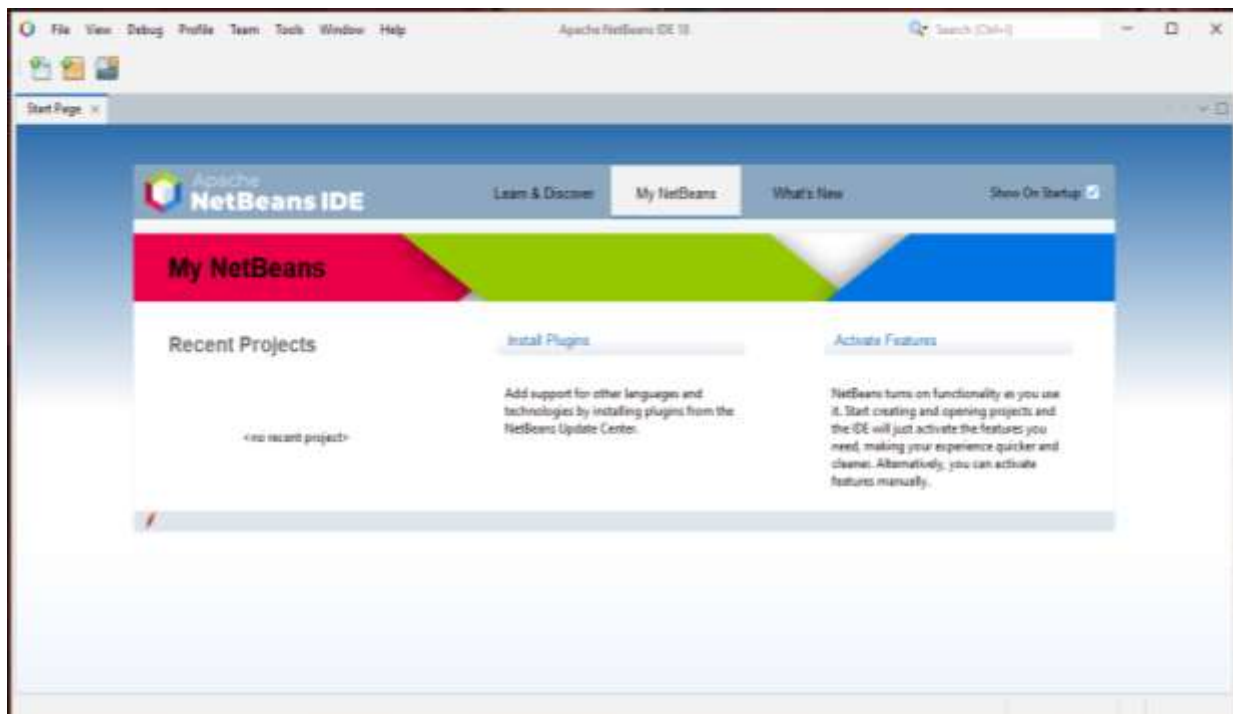 File View Debug Profile Team Tools Window Help
Apache NetBeans IDE 18
Search (Ctrl+I)
Start Page
Apache
NetBeans IDE
Learn & Discover
My NetBeans
What's New
Show On Startup
My NetBeans
Recent Projects
<no recent project>
Install Plugins
Add support for other languages and
technologies by installing plugins from the
NetBeans Update Center.
Activate Features
NetBeans turns on functionality as you use
it. Start creating and opening projects and
the IDE will just activate the features you
need, making your experience quicker and
cleaner. Alternatively, you can activate
features manually.